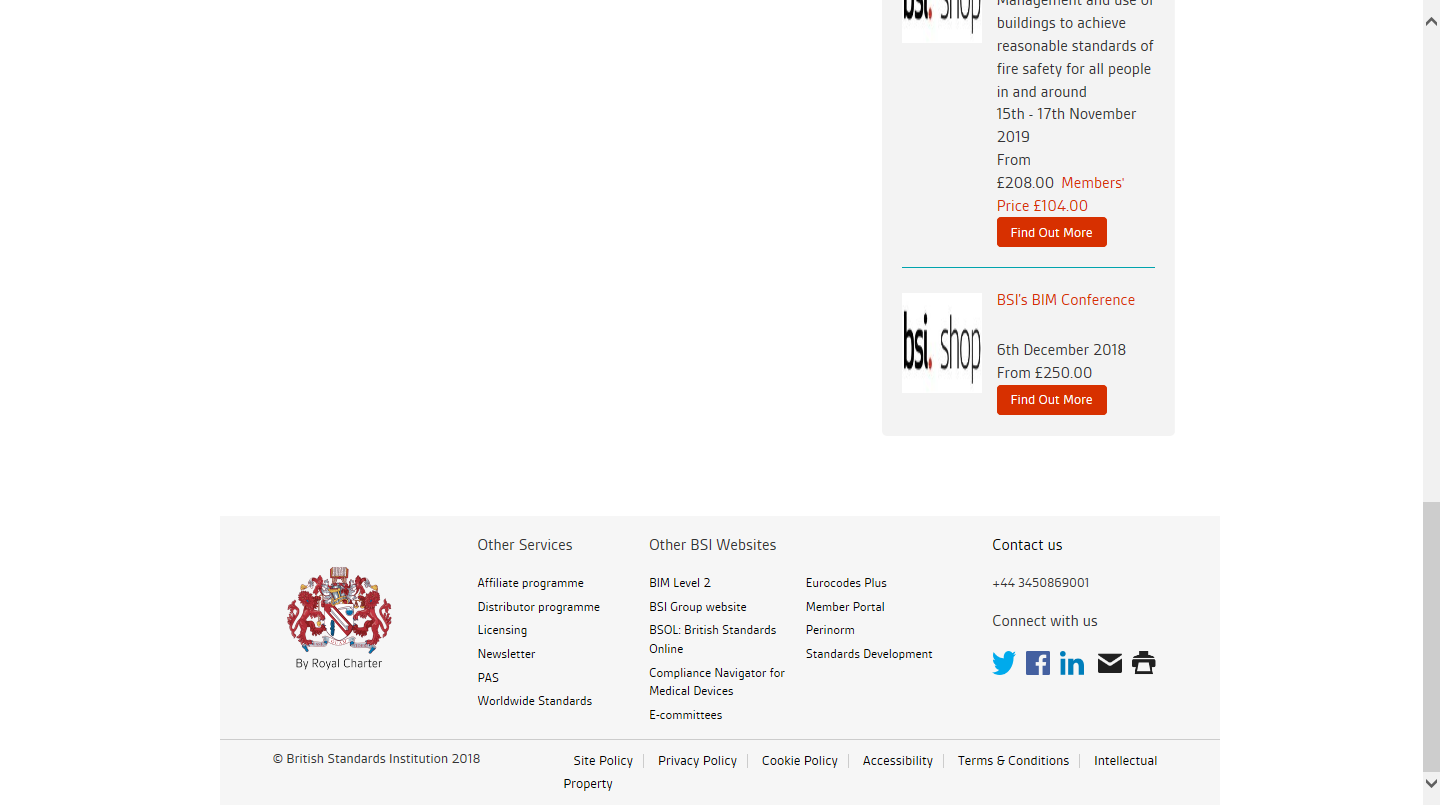 bsi. shop
Management and use of
buildings to achieve
reasonable standards of
fire safety for all people
in and around
15th - 17th November
2019
From
£208.00 Members'
Price £104.00
Find Out More
bsi. shop
BSI's BIM Conference
6th December 2018
From £250.00
Find Out More
By Royal Charter
Other Services
Affiliate programme
Distributor programme
Licensing
Newsletter
PAS
Worldwide Standards
Other BSI Websites
BIM Level 2
BSI Group website
BSOL: British Standards
Online
Compliance Navigator for
Medical Devices
E-committees
Eurocodes Plus
Member Portal
Perinorm
Standards Development
Contact us
+44 3450869001
Connect with us
© British Standards Institution 2018
Site Policy Privacy Policy Cookie Policy Accessibility Terms & Conditions Intellectual
Property